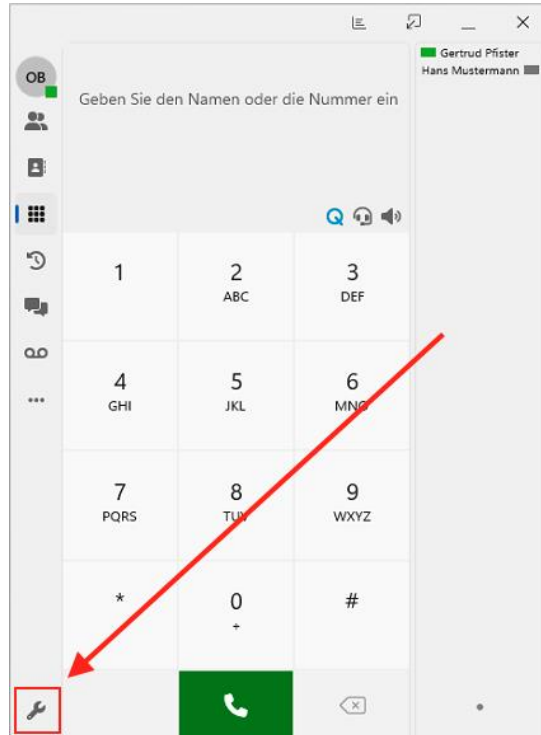 Gertrud Pfister
Hans Mustermann
OB
Geben Sie den Namen oder die Nummer ein
Q
1
2
3
ABC
DEF
4
5
6
GHI
JKL
MNO
7
8
9
PQRS
TUV
WXYZ
*
0
#
+